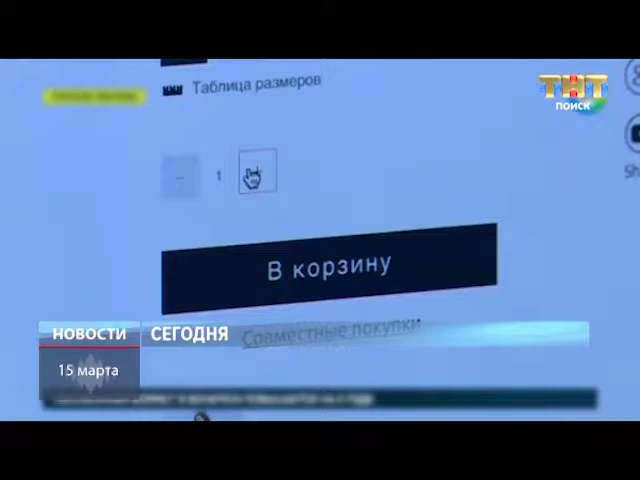 Таблица размеров
ТНТ
ПОИСК
1
Sh
В корзину
НОВОСТИ
СЕГОДНЯ
Совместные покупки
15 марта